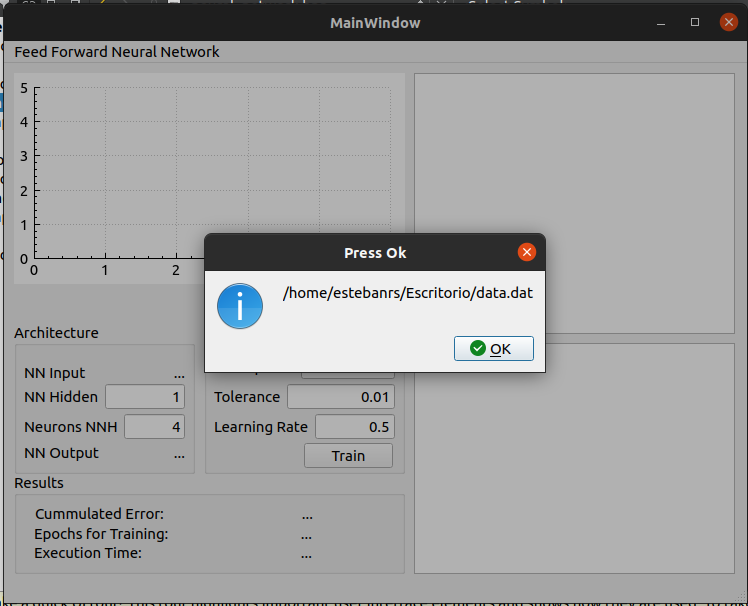 MainWindow
Feed Forward Neural Network
5
4
3
2
1
0
0 1 2
Press Ok
/home/estebanrs/Escritorio/data.dat
OK
Architecture
NN Input ...
NN Hidden 1
Neurons NNH 4
NN Output ...
Tolerance 0.01
Learning Rate 0.5
Train
Results
Cummulated Error: ...
Epochs for Training: ...
Execution Time: ...